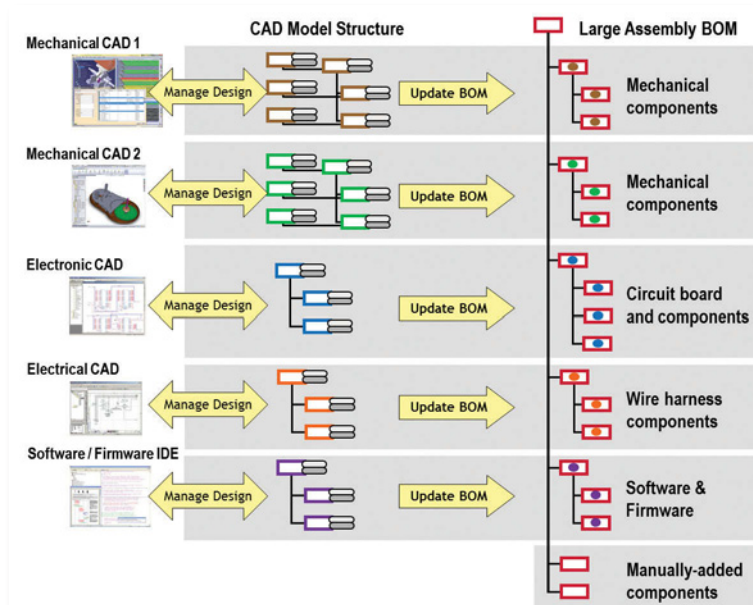 CAD Model Structure
Large Assembly BOM
Mechanical CAD 1
Manage Design
Update BOM
Mechanical
components
Mechanical CAD 2
Manage Design
Update BOM
Mechanical
components
Electronic CAD
Manage Design
Update BOM
Circuit board
and components
Electrical CAD
Manage Design
Update BOM
Wire harness
components
Software / Firmware IDE
Manage Design
Update BOM
Software &
Firmware
Manually-added
components